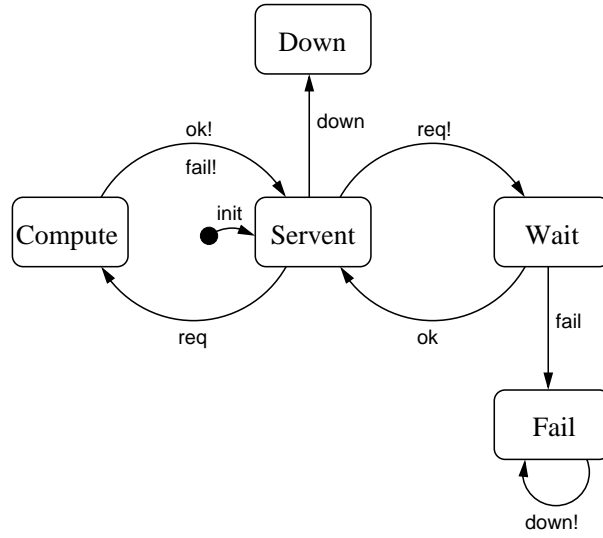 Down
ok!
down
req!
fail!
init
Compute
Servent
Wait
req
ok
fail
Fail
down!